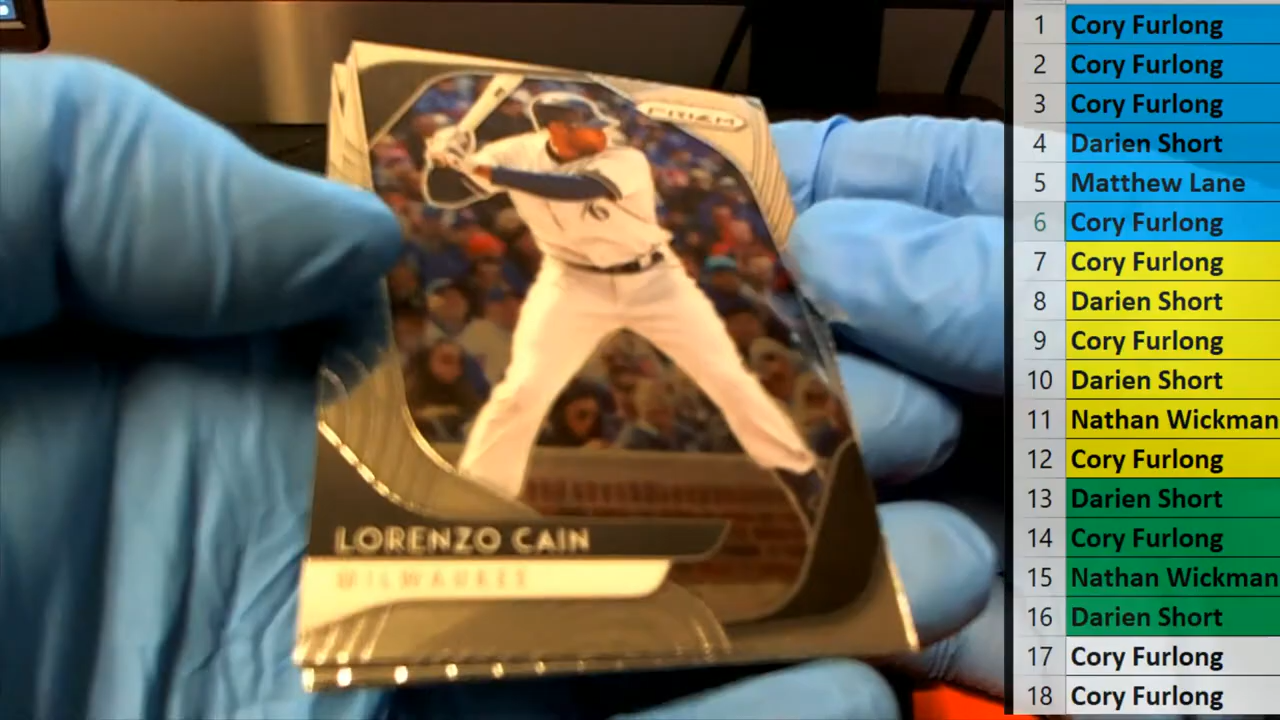 PRIZM
LORENZO CAIN
MILWAUKEE
1 Cory Furlong
2 Cory Furlong
3 Cory Furlong
4 Darien Short
5 Matthew Lane
6 Cory Furlong
7 Cory Furlong
8 Darien Short
9 Cory Furlong
10 Darien Short
11 Nathan Wickman
12 Cory Furlong
13 Darien Short
14 Cory Furlong
15 Nathan Wickman
16 Darien Short
17 Cory Furlong
18 Cory Furlong